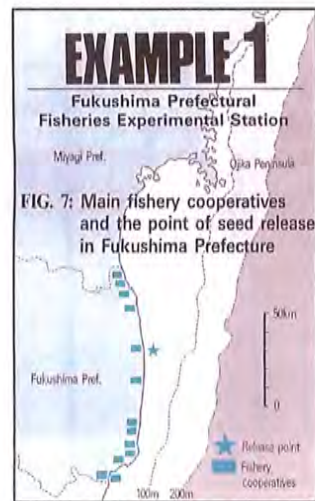 EXAMPLE 1
Fukushima Prefectural
Fisheries Experimental Station
Miyagi Pref.
Ojika Peninsula
FIG. 7: Main fishery cooperatives
and the point of seed release
in Fukushima Prefecture
50km
0
Fukushima Pref.
Release point
Fishery
cooperatives
100m 200m